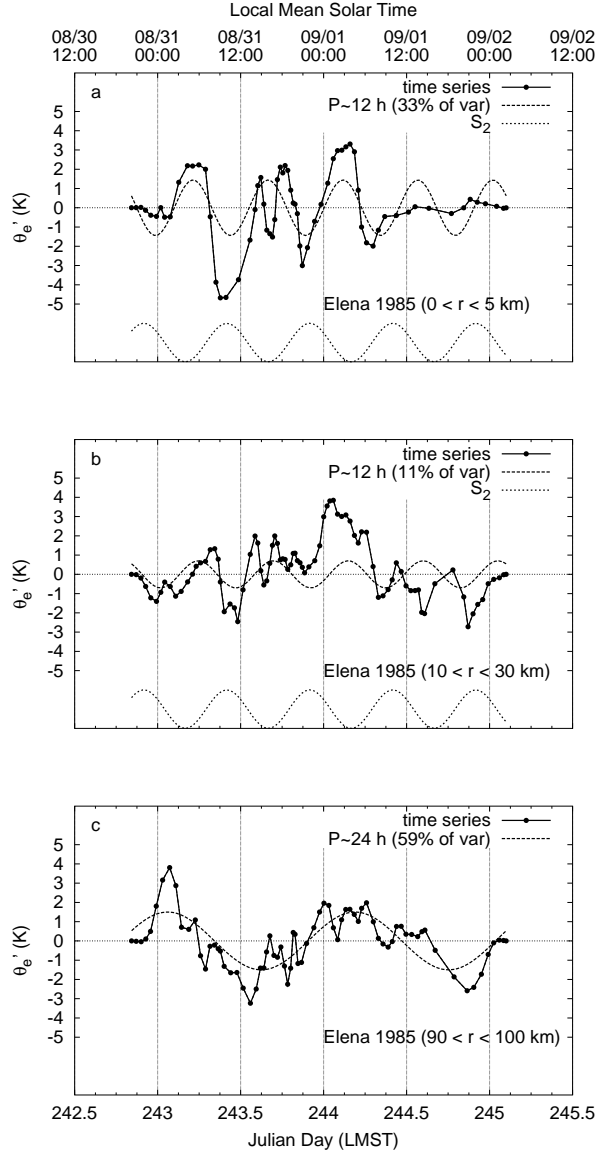 Local Mean Solar Time
08/30 08/31 08/31 09/01 09/01 09/02 09/02
12:00 00:00 12:00 00:00 12:00 00:00 12:00
a
time series
P~12 h (33% of var)
S2
5
4
3
2
1
0
-1
-2
-3
-4
-5
θe' (K)
Elena 1985 (0 < r < 5 km)
b
time series
P~12 h (11% of var)
S2
5
4
3
2
1
0
-1
-2
-3
-4
-5
θe' (K)
Elena 1985 (10 < r < 30 km)
c
time series
P~24 h (59% of var)
5
4
3
2
1
0
-1
-2
-3
-4
-5
θe' (K)
Elena 1985 (90 < r < 100 km)
242.5 243 243.5 244 244.5 245 245.5
Julian Day (LMST)